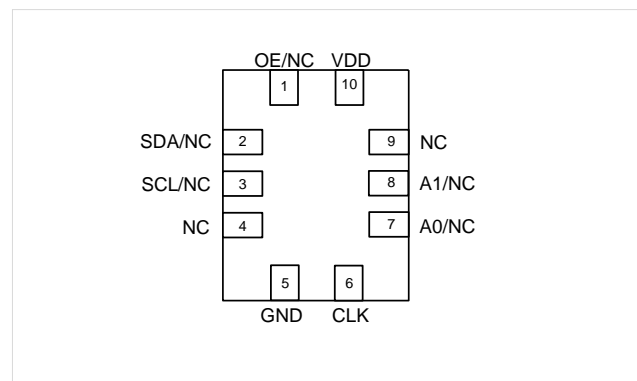 OE/NC VDD
1 10
SDA/NC 2 9 NC
SCL/NC 3 8 A1/NC
NC 4 7 A0/NC
5 6
GND CLK